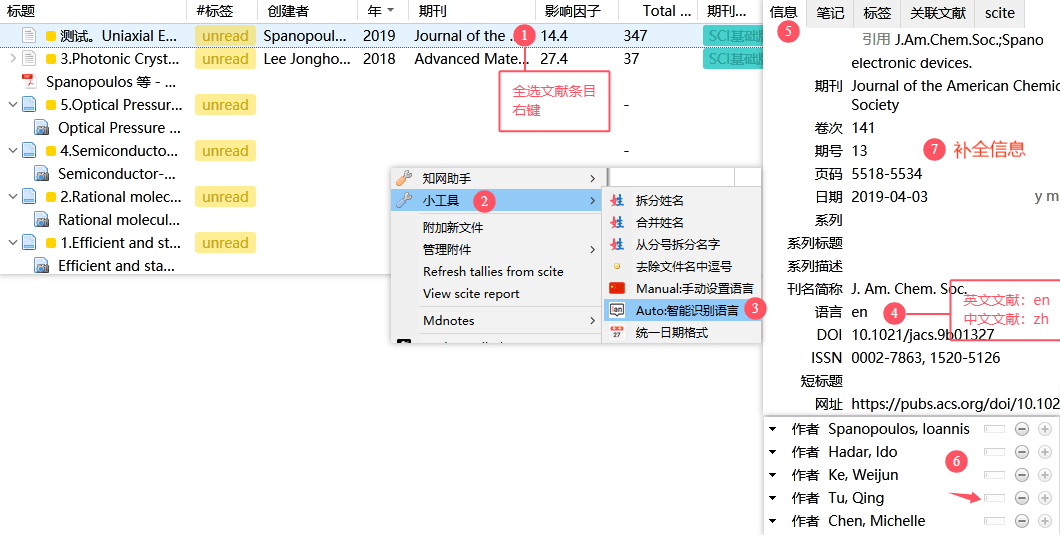 标题 #标签 创建者 年 期刊 影响因子 Total ... 期刊...
测试。Uniaxial E... unread Spanopoul... 2019 Journal of the ... 14.4 347 SCI基础版
3.Photonic Cryst... unread Lee Jongho... 2018 Advanced Mate... 27.4 37 SCI基础版
Spanopoulos 等 - ...
5.Optical Pressur... unread -
Optical Pressure ...
4.Semiconducto... unread -
Semiconductor-...
2.Rational molec... unread
Rational molecul...
1.Efficient and st... unread
Efficient and sta...
1
全选文献条目
右键
知网助手
小工具 2
附加新文件
管理附件
Refresh tallies from scite
View scite report
Mdnotes
拆分姓名
合并姓名
从分号拆分名字
去除文件名中逗号
Manual:手动设置语言
Auto:智能识别语言 3
统一日期格式
信息 笔记 标签 关联文献 scite
5
引用 J.Am.Chem.Soc.;Spano
electronic devices.
期刊 Journal of the American Chemic
Society
卷次 141
期号 13
7 补全信息
页码 5518-5534
日期 2019-04-03 y m
系列
系列标题
系列描述
刊名简称 J. Am. Chem. Soc.
语言 en
4
英文文献：en
中文文献：zh
DOI 10.1021/jacs.9b01327
ISSN 0002-7863, 1520-5126
短标题
网址 https://pubs.acs.org/doi/10.102
作者 Spanopoulos, Ioannis
作者 Hadar, Ido
6
作者 Ke, Weijun
作者 Tu, Qing
作者 Chen, Michelle